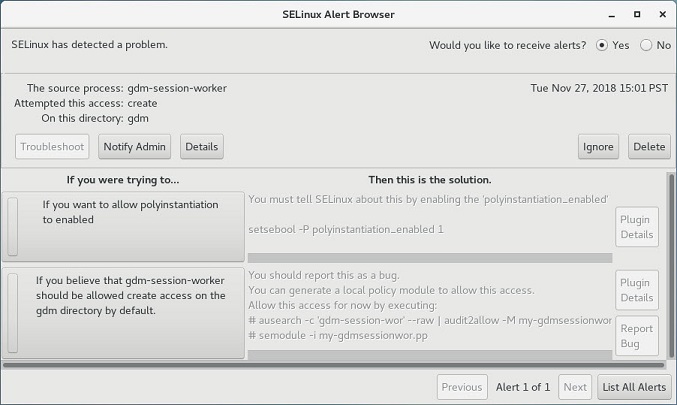 SELinux Alert Browser
SELinux has detected a problem.
Would you like to receive alerts? Yes No
The source process: gdm-session-worker
Tue Nov 27, 2018 15:01 PST
Attempted this access: create
On this directory: gdm
Troubleshoot Notify Admin Details Ignore Delete
If you were trying to...
Then this is the solution.
If you want to allow polyinstantiation
to enabled
You must tell SELinux about this by enabling the 'polyinstantiation_enabled'
setsebool -P polyinstantiation_enabled 1
Plugin
Details
If you believe that gdm-session-worker
should be allowed create access on the
gdm directory by default.
You should report this as a bug.
You can generate a local policy module to allow this access.
Allow this access for now by executing:
# ausearch -c 'gdm-session-wor' --raw | audit2allow -M my-gdmsessionwor
# semodule -i my-gdmsessionwor.pp
Plugin
Details
Report
Bug
Previous Alert 1 of 1 Next List All Alerts